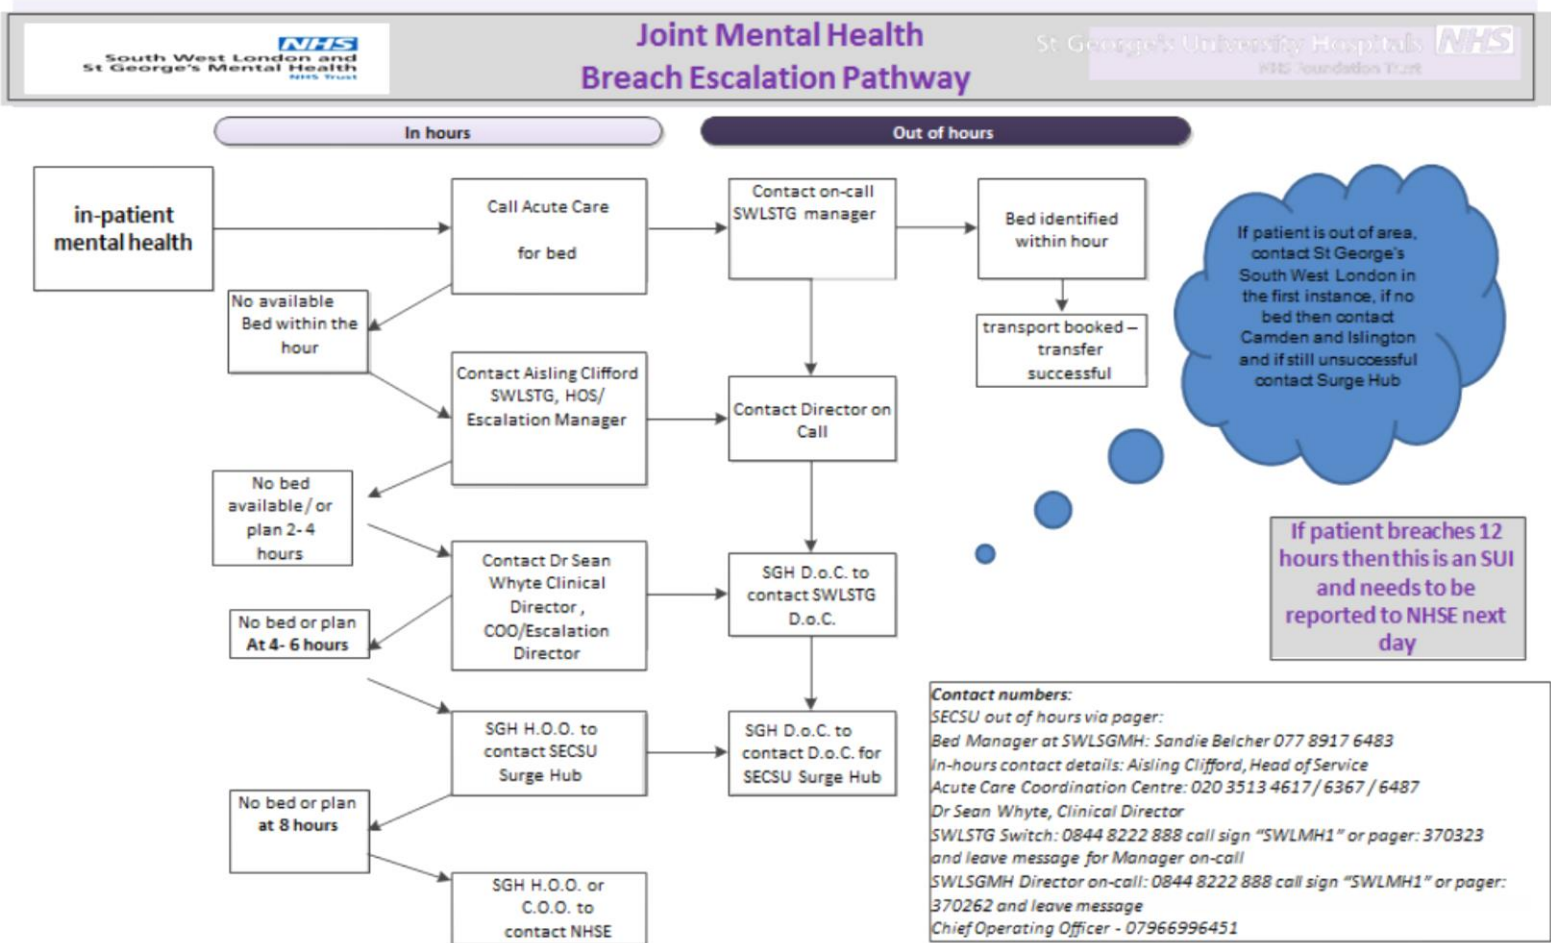 NHS
South West London and
St George's Mental Health
NHS Trust
Joint Mental Health
Breach Escalation Pathway
St George's University Hospitals NHS
NHS Foundation Trust
In hours
Out of hours
in-patient
mental health
Call Acute Care
for bed
Contact on-call
SWLSTG manager
Bed identified
within hour
transport booked –
transfer
successful
No available
Bed within the
hour
Contact Aisling Clifford
SWLSTG, HOS/
Escalation Manager
Contact Director on
Call
No bed
available/ or
plan 2- 4
hours
Contact Dr Sean
Whyte Clinical
Director ,
COO/Escalation
Director
SGH D.o.C. to
contact SWLSTG
D.o.C.
No bed or plan
At 4- 6 hours
SGH H.O.O. to
contact SECSU
Surge Hub
SGH D.o.C. to
contact D.o.C. for
SECSU Surge Hub
No bed or plan
at 8 hours
SGH H.O.O. or
C.O.O. to
contact NHSE
If patient is out of area,
contact St George's
South West London in
the first instance, if no
bed then contact
Camden and Islington
and if still unsuccessful
contact Surge Hub
If patient breaches 12
hours then this is an SUI
and needs to be
reported to NHSE next
day
Contact numbers:
SECSU out of hours via pager:
Bed Manager at SWLSGMH: Sandie Belcher 077 8917 6483
In-hours contact details: Aisling Clifford, Head of Service
Acute Care Coordination Centre: 020 3513 4617/ 6367 / 6487
Dr Sean Whyte, Clinical Director
SWLSTG Switch: 0844 8222 888 call sign "SWLMH1" or pager: 370323
and leave message for Manager on-call
SWLSGMH Director on-call: 0844 8222 888 call sign "SWLMH1" or pager:
370262 and leave message
Chief Operating Officer - 07966996451